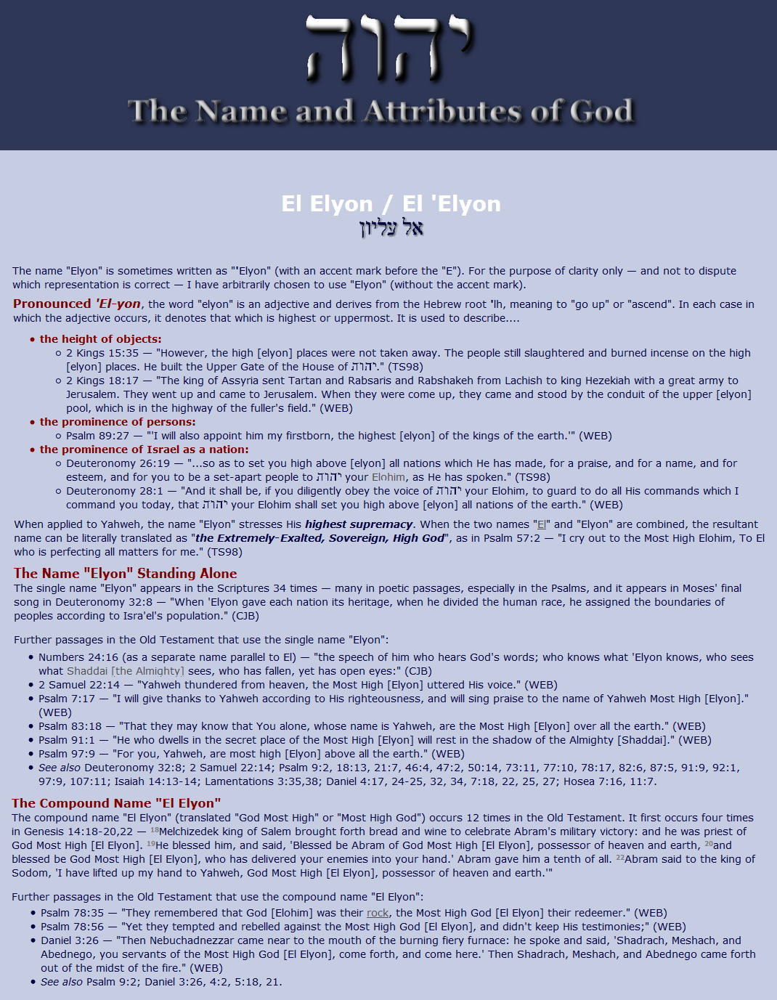 יהוה
The Name and Attributes of God
El Elyon / El 'Elyon
אל עליון
The name "Elyon" is sometimes written as "'Elyon" (with an accent mark before the "E"). For the purpose of clarity only — and not to dispute
which representation is correct — I have arbitrarily chosen to use "Elyon" (without the accent mark).
Pronounced 'El-yon, the word "elyon" is an adjective and derives from the Hebrew root 'lh, meaning to "go up" or "ascend". In each case in
which the adjective occurs, it denotes that which is highest or uppermost. It is used to describe....
• the height of objects:
○ 2 Kings 15:35 — "However, the high [elyon] places were not taken away. The people still slaughtered and burned incense on the high
[elyon] places. He built the Upper Gate of the House of יהוה." (TS98)
○ 2 Kings 18:17 — "The king of Assyria sent Tartan and Rabsaris and Rabshakeh from Lachish to king Hezekiah with a great army to
Jerusalem. They went up and came to Jerusalem. When they were come up, they came and stood by the conduit of the upper [elyon]
pool, which is in the highway of the fuller's field." (WEB)
• the prominence of persons:
○ Psalm 89:27 — "'I will also appoint him my firstborn, the highest [elyon] of the kings of the earth.'" (WEB)
• the prominence of Israel as a nation:
○ Deuteronomy 26:19 — "...so as to set you high above [elyon] all nations which He has made, for a praise, and for a name, and for
esteem, and for you to be a set-apart people to יהוה your Elohim, as He has spoken." (TS98)
○ Deuteronomy 28:1 — "And it shall be, if you diligently obey the voice of יהוה your Elohim, to guard to do all His commands which I
command you today, that יהוה your Elohim shall set you high above [elyon] all nations of the earth." (WEB)
When applied to Yahweh, the name "Elyon" stresses His highest supremacy. When the two names "El" and "Elyon" are combined, the resultant
name can be literally translated as "the Extremely-Exalted, Sovereign, High God", as in Psalm 57:2 — "I cry out to the Most High Elohim, To El
who is perfecting all matters for me." (TS98)
The Name "Elyon" Standing Alone
The single name "Elyon" appears in the Scriptures 34 times — many in poetic passages, especially in the Psalms, and it appears in Moses' final
song in Deuteronomy 32:8 — "When 'Elyon gave each nation its heritage, when he divided the human race, he assigned the boundaries of
peoples according to Isra'el's population." (CJB)
Further passages in the Old Testament that use the single name "Elyon":
• Numbers 24:16 (as a separate name parallel to El) — "the speech of him who hears God's words; who knows what 'Elyon knows, who sees
what Shaddai [the Almighty] sees, who has fallen, yet has open eyes:" (CJB)
• 2 Samuel 22:14 — "Yahweh thundered from heaven, the Most High [Elyon] uttered His voice." (WEB)
• Psalm 7:17 — "I will give thanks to Yahweh according to His righteousness, and will sing praise to the name of Yahweh Most High [Elyon]."
(WEB)
• Psalm 83:18 — "That they may know that You alone, whose name is Yahweh, are the Most High [Elyon] over all the earth." (WEB)
• Psalm 91:1 — "He who dwells in the secret place of the Most High [Elyon] will rest in the shadow of the Almighty [Shaddai]." (WEB)
• Psalm 97:9 — "For you, Yahweh, are most high [Elyon] above all the earth." (WEB)
• See also Deuteronomy 32:8; 2 Samuel 22:14; Psalm 9:2, 18:13, 21:7, 46:4, 47:2, 50:14, 73:11, 77:10, 78:17, 82:6, 87:5, 91:9, 92:1,
97:9, 107:11; Isaiah 14:13-14; Lamentations 3:35,38; Daniel 4:17, 24-25, 32, 34, 7:18, 22, 25, 27; Hosea 7:16, 11:7.
The Compound Name "El Elyon"
The compound name "El Elyon" (translated "God Most High" or "Most High God") occurs 12 times in the Old Testament. It first occurs four times
in Genesis 14:18-20,22 — 18Melchizedek king of Salem brought forth bread and wine to celebrate Abram's military victory: and he was priest of
God Most High [El Elyon]. 19He blessed him, and said, 'Blessed be Abram of God Most High [El Elyon], possessor of heaven and earth, 20and
blessed be God Most High [El Elyon], who has delivered your enemies into your hand.' Abram gave him a tenth of all. 22Abram said to the king of
Sodom, 'I have lifted up my hand to Yahweh, God Most High [El Elyon], possessor of heaven and earth.'"
Further passages in the Old Testament that use the compound name "El Elyon":
• Psalm 78:35 — "They remembered that God [Elohim] was their rock, the Most High God [El Elyon] their redeemer." (WEB)
• Psalm 78:56 — "Yet they tempted and rebelled against the Most High God [El Elyon], and didn't keep His testimonies;" (WEB)
• Daniel 3:26 — "Then Nebuchadnezzar came near to the mouth of the burning fiery furnace: he spoke and said, 'Shadrach, Meshach, and
Abednego, you servants of the Most High God [El Elyon], come forth, and come here.' Then Shadrach, Meshach, and Abednego came forth
out of the midst of the fire." (WEB)
• See also Psalm 9:2; Daniel 3:26, 4:2, 5:18, 21.